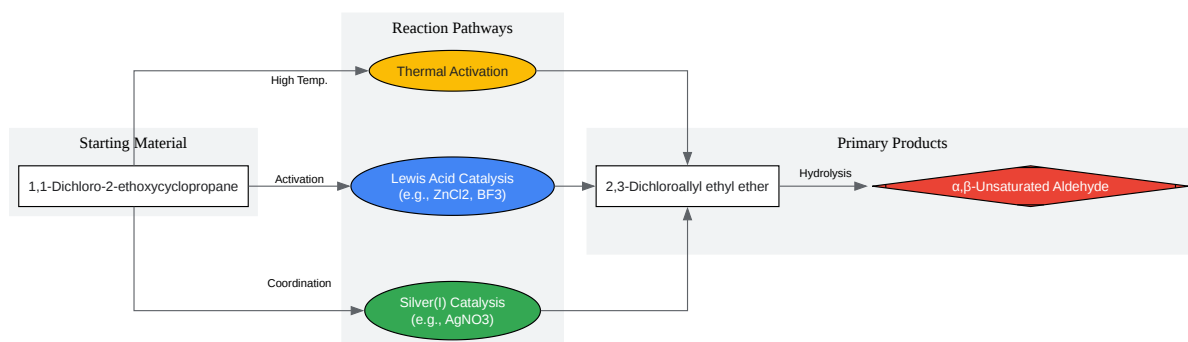 Reaction Pathways
Thermal Activation
High Temp.
Starting Material
1,1-Dichloro-2-ethoxycyclopropane
Activation
Lewis Acid Catalysis
(e.g., ZnCl2, BF3)
Primary Products
2,3-Dichloroallyl ethyl ether
Hydrolysis
α,β-Unsaturated Aldehyde
Coordination
Silver(I) Catalysis
(e.g., AgNO3)